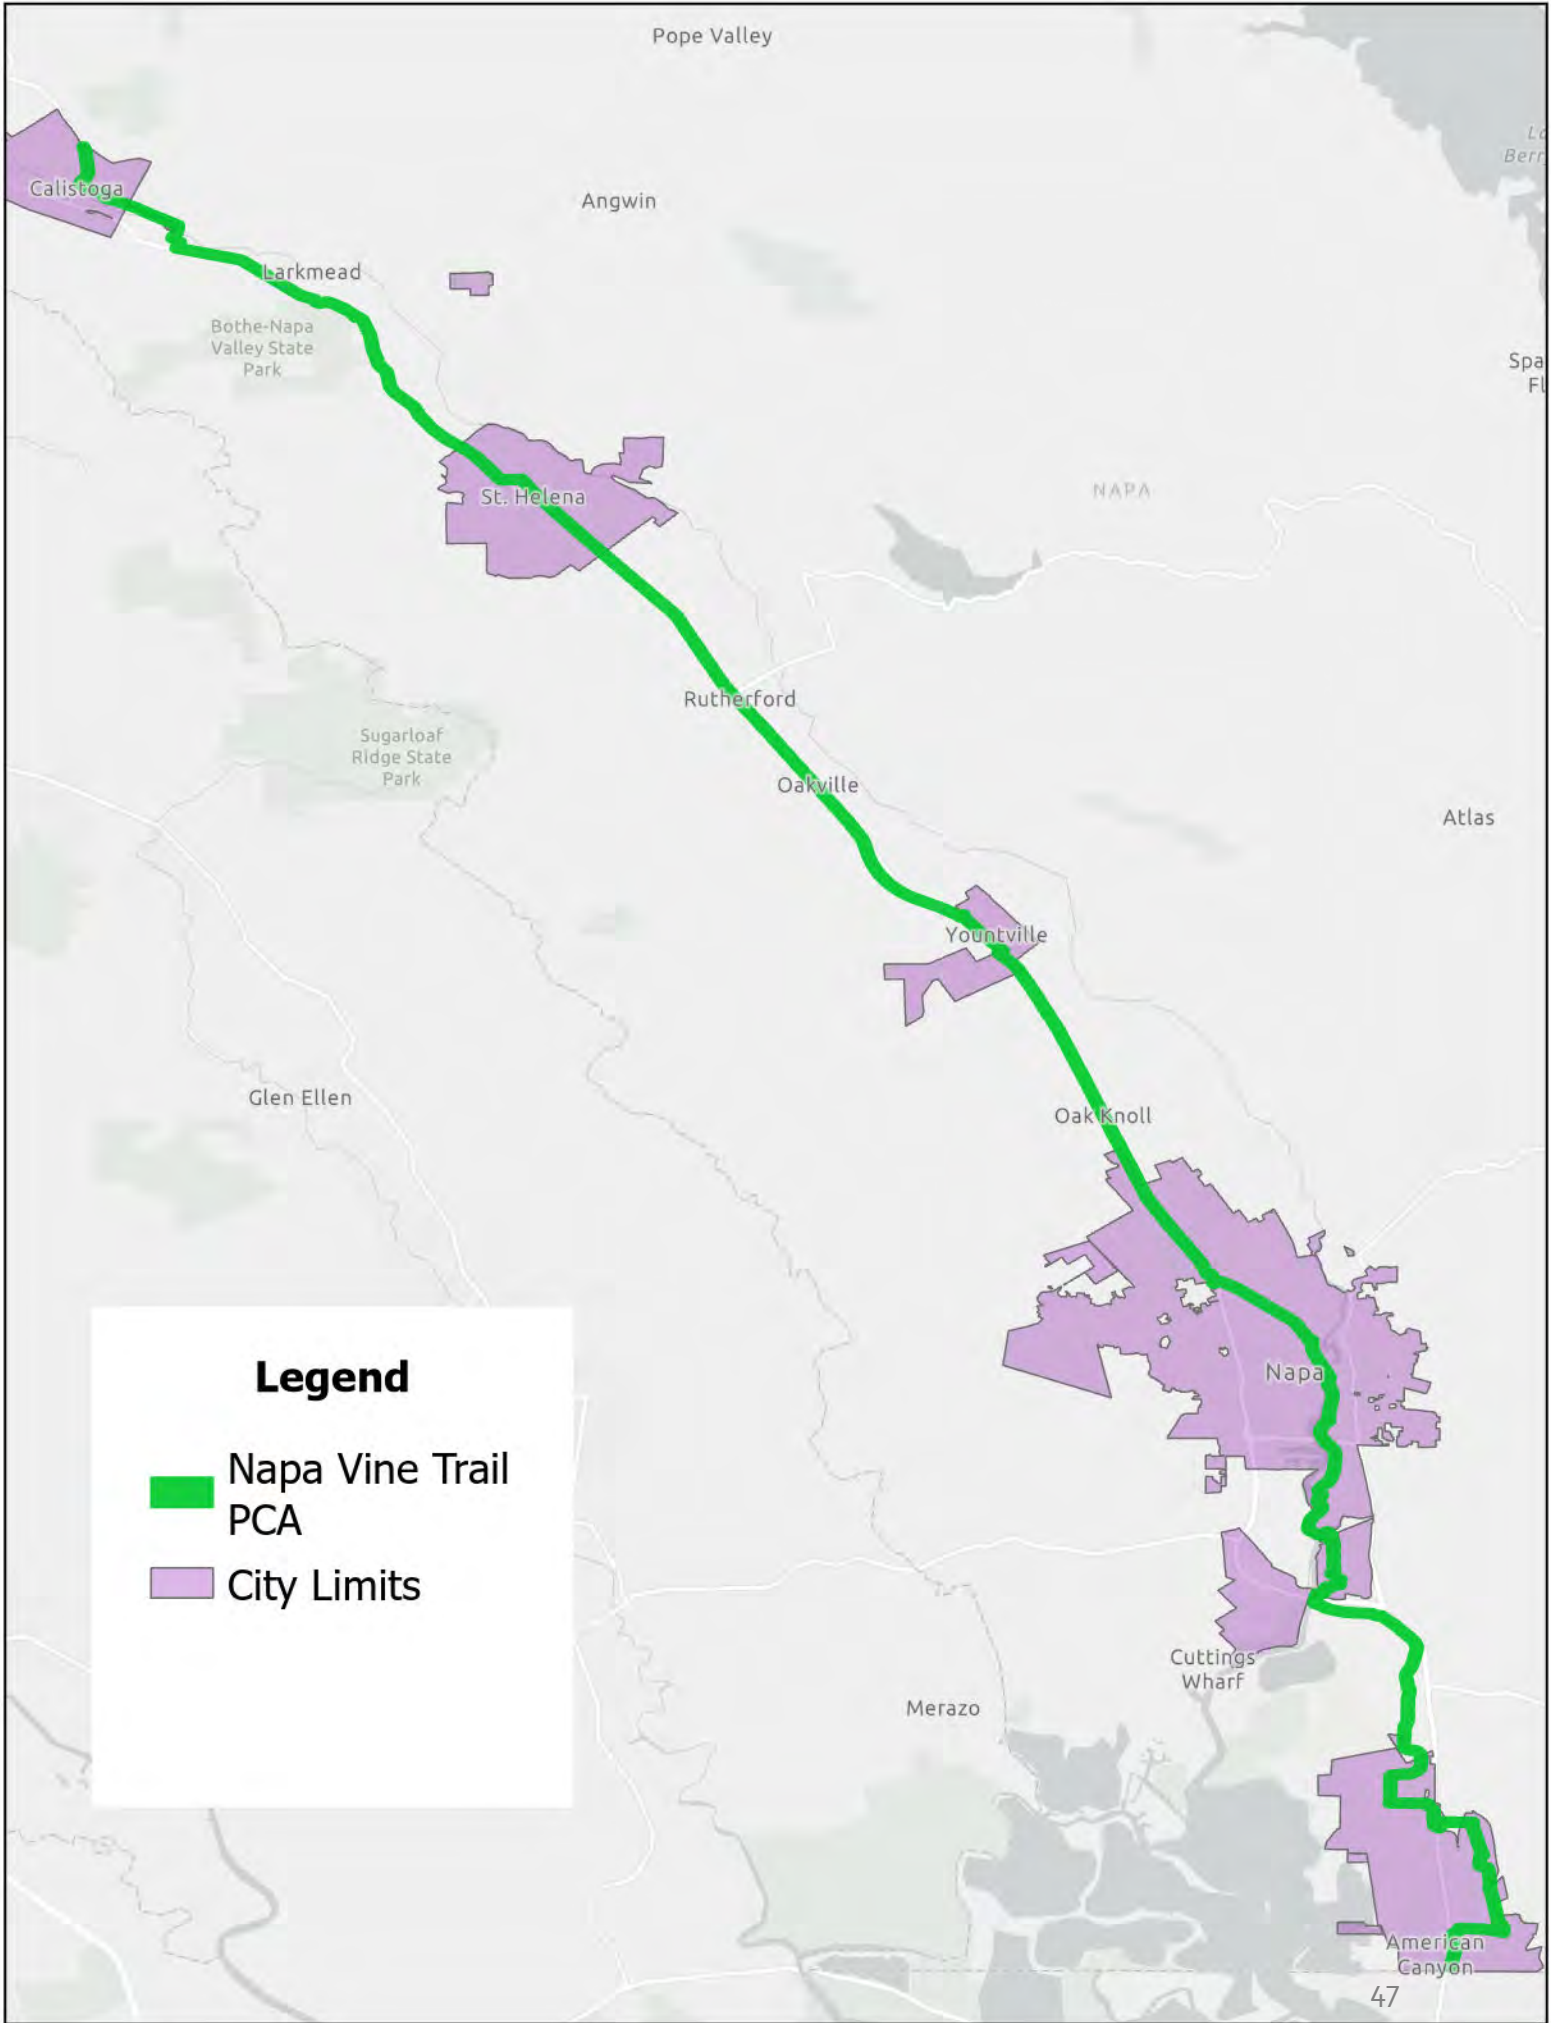 Pope Valley
Calistoga
Angwin
Larkmead
Bothe-Napa
Valley State
Park
Spa
Fl
St. Helena
NAPA
Rutherford
Sugarloaf
Ridge State
Park
Oakville
Atlas
Yountville
Glen Ellen
Oak Knoll
Napa
Legend
Napa Vine Trail
PCA
City Limits
Cuttings
Wharf
Merazo
American
Canyon
47